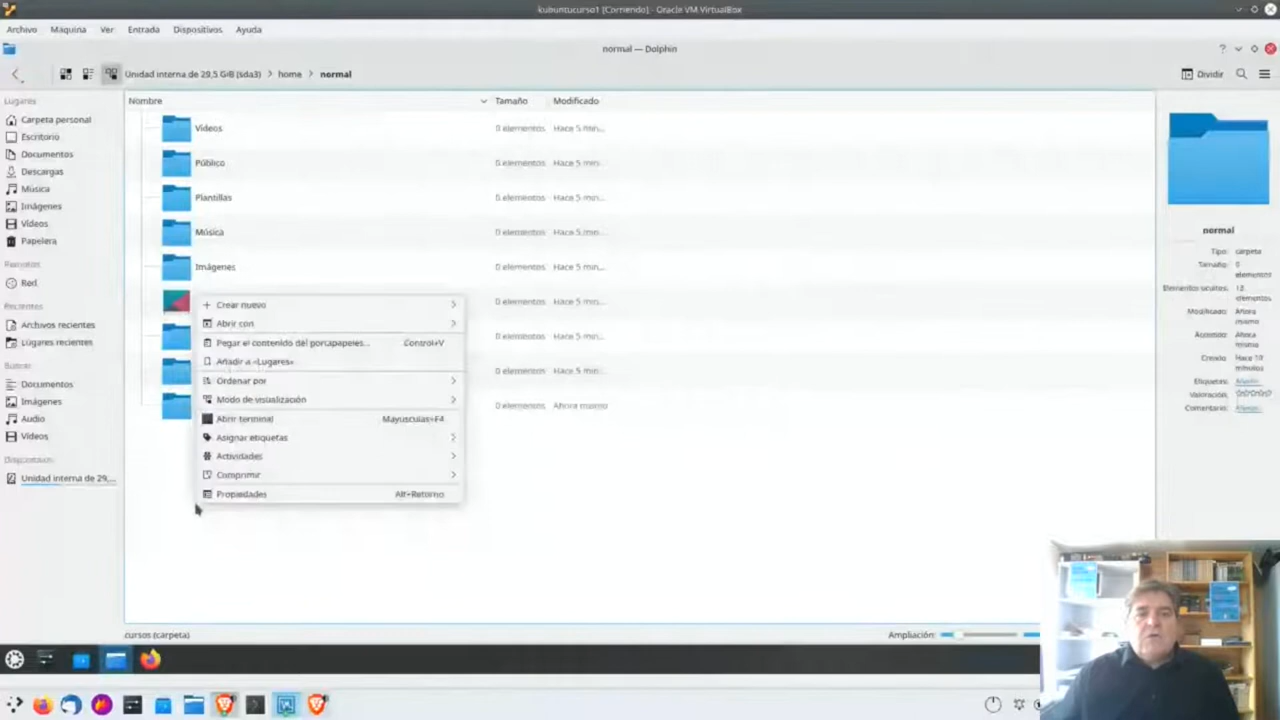 kubuntucurso1 [Corriendo] - Oracle VM VirtualBox
Archivo Máquina Ver Entrada Dispositivos Ayuda
normal — Dolphin
Unidad interna de 29,5 GiB (sda3) > home > normal
Dividir
Lugares
Carpeta personal
Escritorio
Documentos
Descargas
Música
Imágenes
Vídeos
Papelera
Remotos
Red
Recientes
Archivos recientes
Lugares recientes
Buscar
Documentos
Imágenes
Audio
Vídeos
Dispositivos
Unidad interna de 29,...
Nombre Tamaño Modificado
Vídeos 0 elementos Hace 5 min...
Público 0 elementos Hace 5 min...
Plantillas 0 elementos Hace 5 min...
Música 0 elementos Hace 5 min...
Imágenes 0 elementos Hace 5 min...
0 elementos Hace 5 min...
0 elementos Hace 5 min...
0 elementos Hace 5 min...
0 elementos Ahora mismo
Crear nuevo
Abrir con
Pegar el contenido del portapapeles... Control+V
Añadir a «Lugares»
Ordenar por
Modo de visualización
Abrir terminal Mayúsculas+F4
Asignar etiquetas
Actividades
Comprimir
Propiedades Alt+Retorno
normal
Tipo: carpeta
Tamaño: 0 elementos
Elementos ocultos: 13 elementos
Modificado: Ahora mismo
Accedido: Ahora mismo
Creado: Hace 10 minutos
Etiquetas: Añadir...
Valoración:
Comentario: Añadir...
cursos (carpeta)
Ampliación: